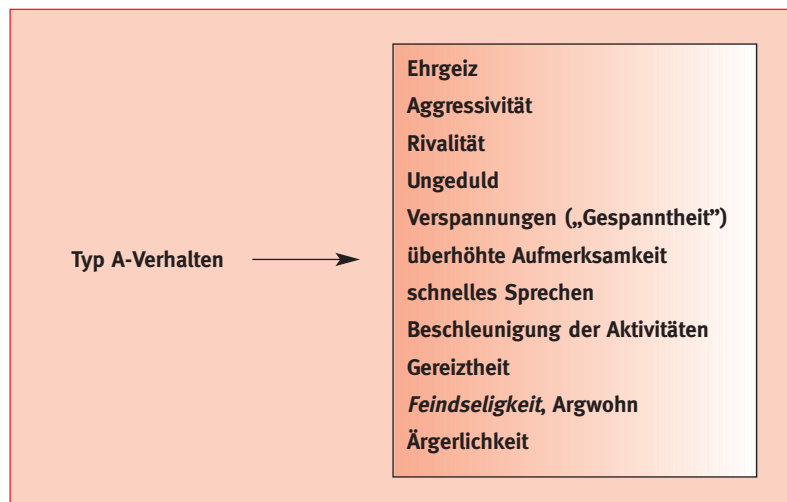 Ehrgeiz
Aggressivität
Rivalität
Ungeduld
Verspannungen („Gespanntheit”)
Typ A-Verhalten
überhöhte Aufmerksamkeit
schnelles Sprechen
Beschleunigung der Aktivitäten
Gereiztheit
Feindseligkeit, Argwohn
Ärgerlichkeit